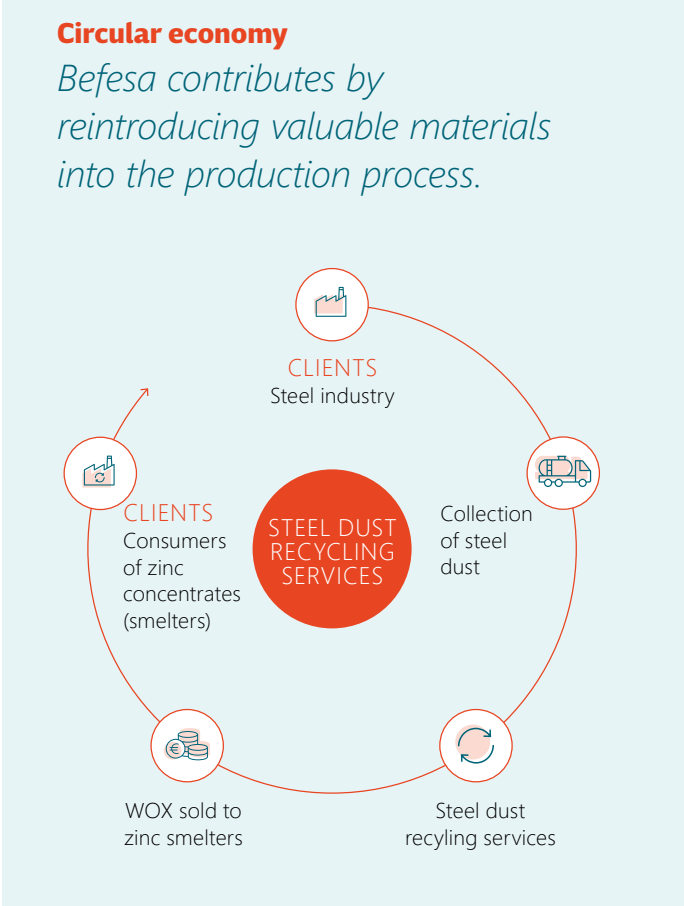 Circular economy
Befesa contributes by
reintroducing valuable materials
into the production process.
CLIENTS
Steel industry
Collection
of steel
dust
Steel dust
recyling services
WOX sold to
zinc smelters
CLIENTS
Consumers
of zinc
concentrates
(smelters)
STEEL DUST
RECYCLING
SERVICES
€